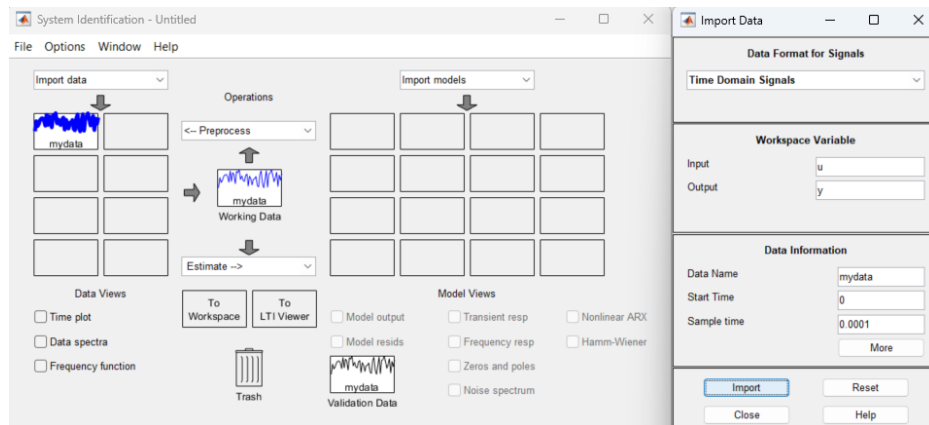 System Identification - Untitled
File Options Window Help
Import data
Import models
Operations
mydata
<-- Preprocess
mydata
Working Data
Estimate -->
Data Views
Time plot
Data spectra
Frequency function
To
Workspace
To
LTI Viewer
Trash
Model Views
Model output
Transient resp
Nonlinear ARX
Model resids
Frequency resp
Hamm-Wiener
Zeros and poles
Noise spectrum
mydata
Validation Data
Import Data
Data Format for Signals
Time Domain Signals
Workspace Variable
Input u
Output y
Data Information
Data Name mydata
Start Time 0
Sample time 0.0001
More
Import Reset
Close Help